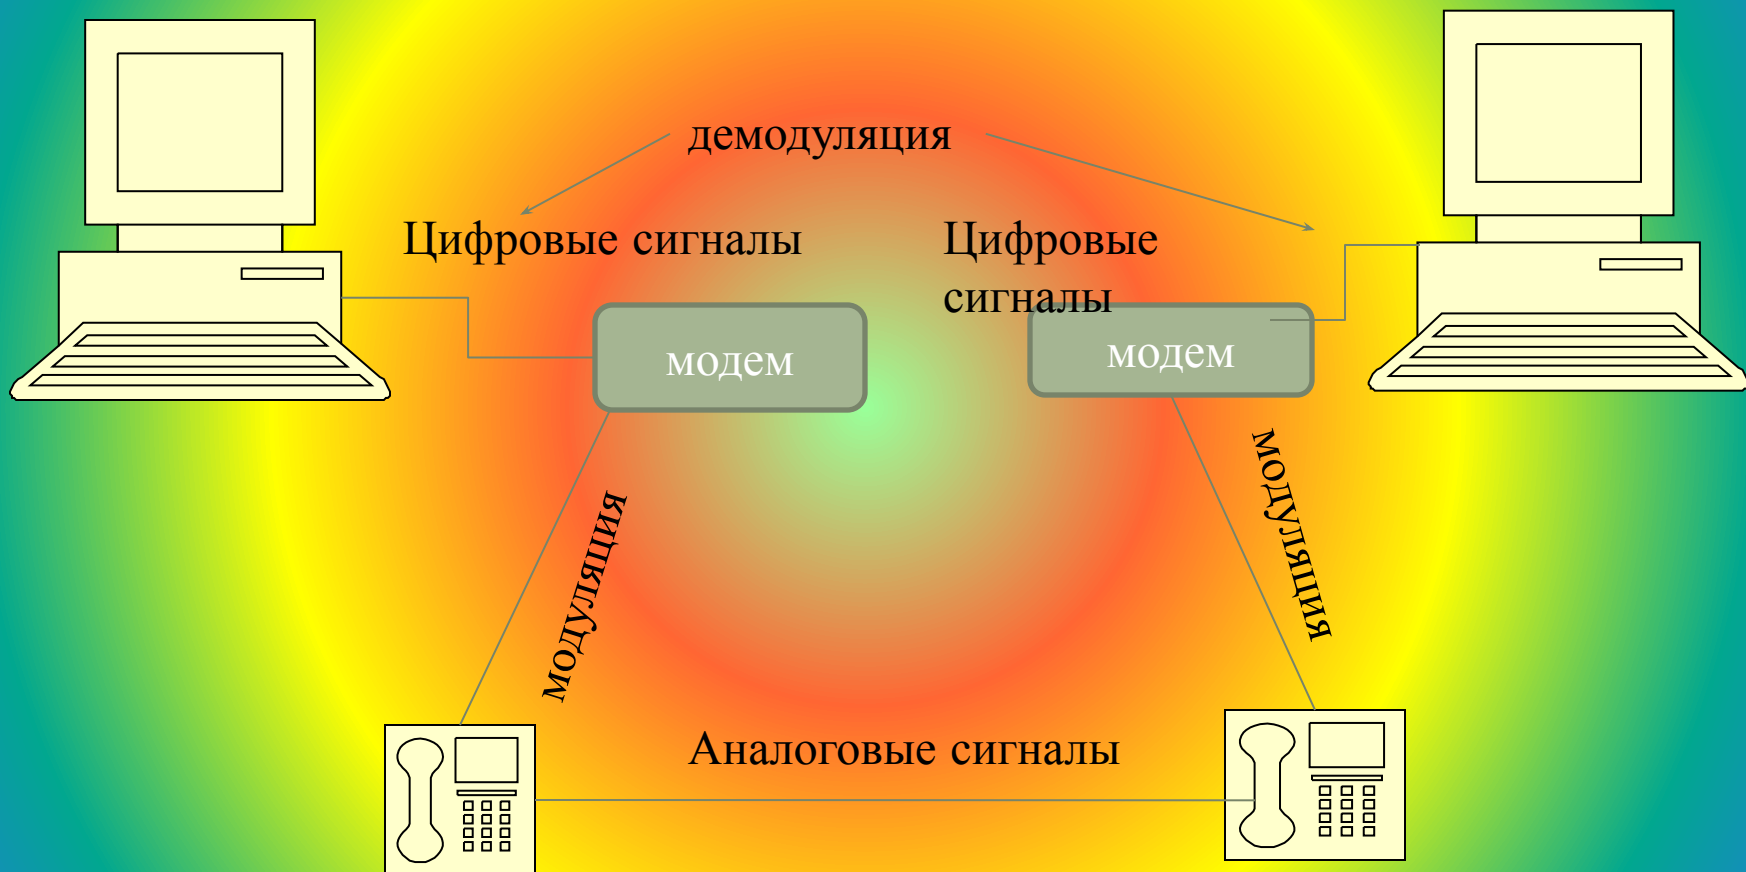 демодуляция
Цифровые сигналы
Цифровые
сигналы
модем
модем
модуляция
модуляция
Аналоговые сигналы